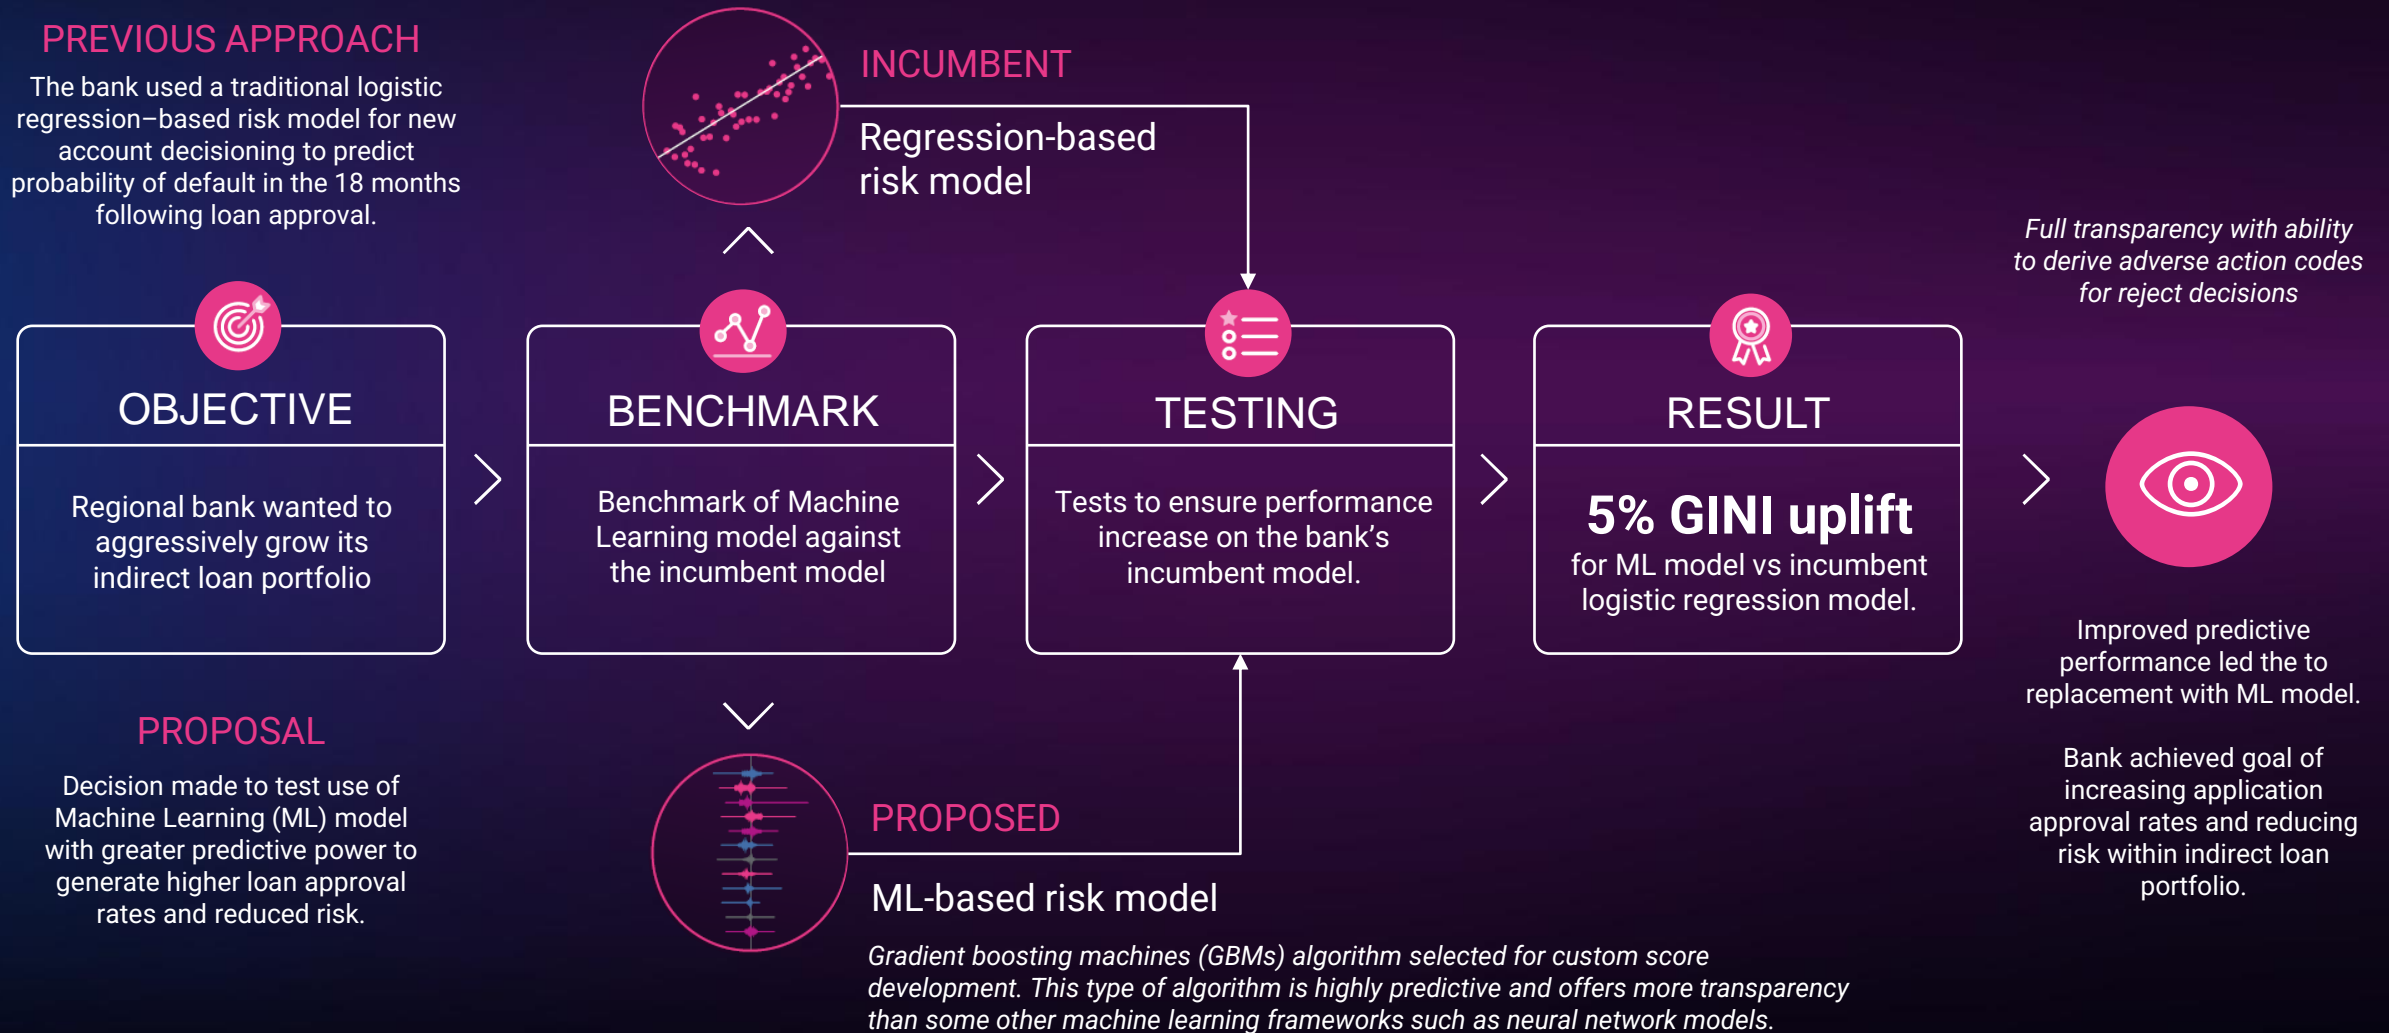 PREVIOUS APPROACH
The bank used a traditional logistic
regression–based risk model for new
account decisioning to predict
probability of default in the 18 months
following loan approval.
OBJECTIVE
Regional bank wanted to
aggressively grow its
indirect loan portfolio
PROPOSAL
Decision made to test use of
Machine Learning (ML) model
with greater predictive power to
generate higher loan approval
rates and reduced risk.
INCUMBENT
Regression-based
risk model
BENCHMARK
Benchmark of Machine
Learning model against
the incumbent model
PROPOSED
ML-based risk model
Gradient boosting machines (GBMs) algorithm selected for custom score
development. This type of algorithm is highly predictive and offers more transparency
than some other machine learning frameworks such as neural network models.
TESTING
Tests to ensure performance
increase on the bank’s
incumbent model.
RESULT
5% GINI uplift
for ML model vs incumbent
logistic regression model.
Full transparency with ability
to derive adverse action codes
for reject decisions
Improved predictive
performance led the to
replacement with ML model.
Bank achieved goal of
increasing application
approval rates and reducing
risk within indirect loan
portfolio.